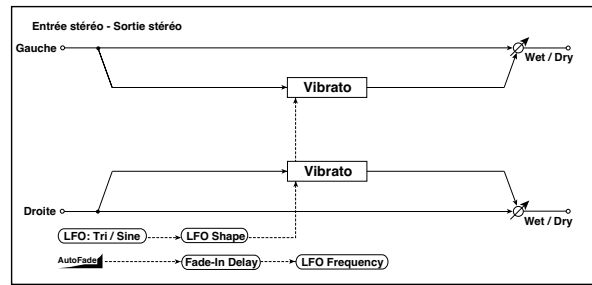 Entrée stéréo - Sortie stéréo
Gauche
Wet / Dry
Vibrato
Vibrato
Droite
Wet / Dry
LFO: Tri / Sine
LFO Shape
AutoFade
Fade-In Delay
LFO Frequency